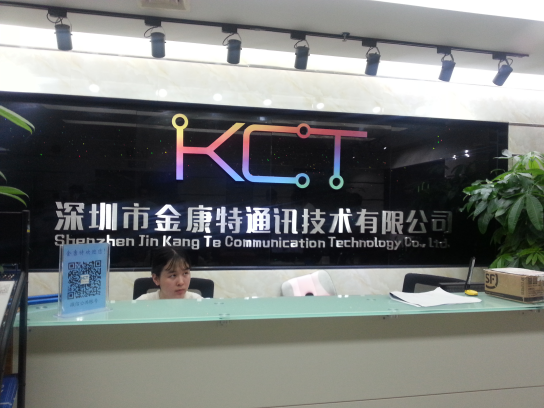 KCT
深圳市金康特通讯技术有限公司
Shenzhen Jin Kang Te Communication Technology Co., Ltd.
SF